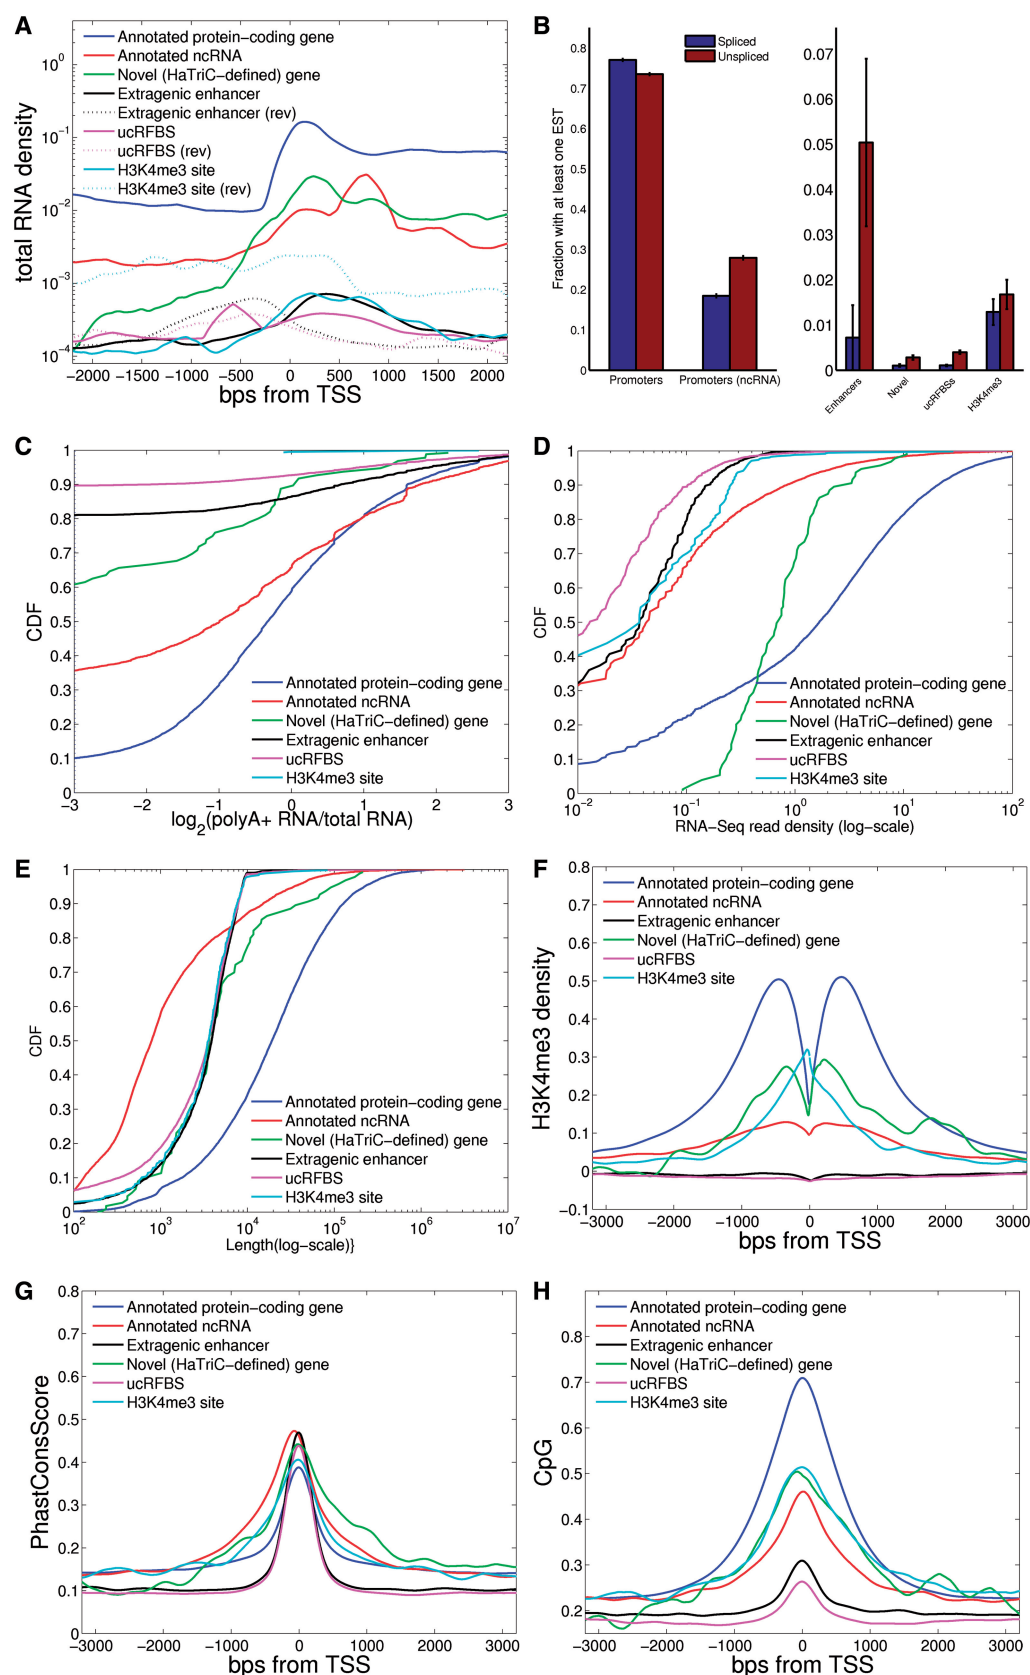 A
Annotated protein-coding gene
Annotated ncRNA
Novel (HaTriC-defined) gene
Extragenic enhancer
Extragenic enhancer (rev)
ucRFBS
ucRFBS (rev)
H3K4me3 site
H3K4me3 site (rev)
total RNA density
10^0
10^-1
10^-2
10^-3
10^-4
−2000 −1500 −1000 −500 0 500 1000 1500 2000
bps from TSS
B
Spliced
Unspliced
Fraction with at least one EST
0.8
0.7
0.6
0.5
0.4
0.3
0.2
0.1
0
Promoters Promoters (ncRNA)
0.07
0.06
0.05
0.04
0.03
0.02
0.01
0
Enhancers Novel ucRFBSs H3K4me3
C
1
0.9
0.8
0.7
0.6
0.5
0.4
0.3
0.2
0.1
0
CDF
Annotated protein-coding gene
Annotated ncRNA
Novel (HaTriC-defined) gene
Extragenic enhancer
ucRFBS
H3K4me3 site
−3 −2 −1 0 1 2 3
log2(polyA+ RNA/total RNA)
D
1
0.9
0.8
0.7
0.6
0.5
0.4
0.3
0.2
0.1
0
CDF
Annotated protein-coding gene
Annotated ncRNA
Novel (HaTriC-defined) gene
Extragenic enhancer
ucRFBS
H3K4me3 site
10^-2 10^-1 10^0 10^1 10^2
RNA-Seq read density (log-scale)
E
1
0.9
0.8
0.7
0.6
0.5
0.4
0.3
0.2
0.1
0
CDF
Annotated protein-coding gene
Annotated ncRNA
Novel (HaTriC-defined) gene
Extragenic enhancer
ucRFBS
H3K4me3 site
10^2 10^3 10^4 10^5 10^6 10^7
Length(log-scale)}
F
0.8
0.7
0.6
0.5
0.4
0.3
0.2
0.1
0
−0.1
H3K4me3 density
Annotated protein-coding gene
Annotated ncRNA
Extragenic enhancer
Novel (HaTriC-defined) gene
ucRFBS
H3K4me3 site
−3000 −2000 −1000 0 1000 2000 3000
bps from TSS
G
0.8
0.7
0.6
0.5
0.4
0.3
0.2
0.1
0
PhastConsScore
Annotated protein-coding gene
Annotated ncRNA
Extragenic enhancer
Novel (HaTriC-defined) gene
ucRFBS
H3K4me3 site
−3000 −2000 −1000 0 1000 2000 3000
bps from TSS
H
0.8
0.7
0.6
0.5
0.4
0.3
0.2
CpG
Annotated protein-coding gene
Annotated ncRNA
Extragenic enhancer
Novel (HaTriC-defined) gene
ucRFBS
H3K4me3 site
−3000 −2000 −1000 0 1000 2000 3000
bps from TSS